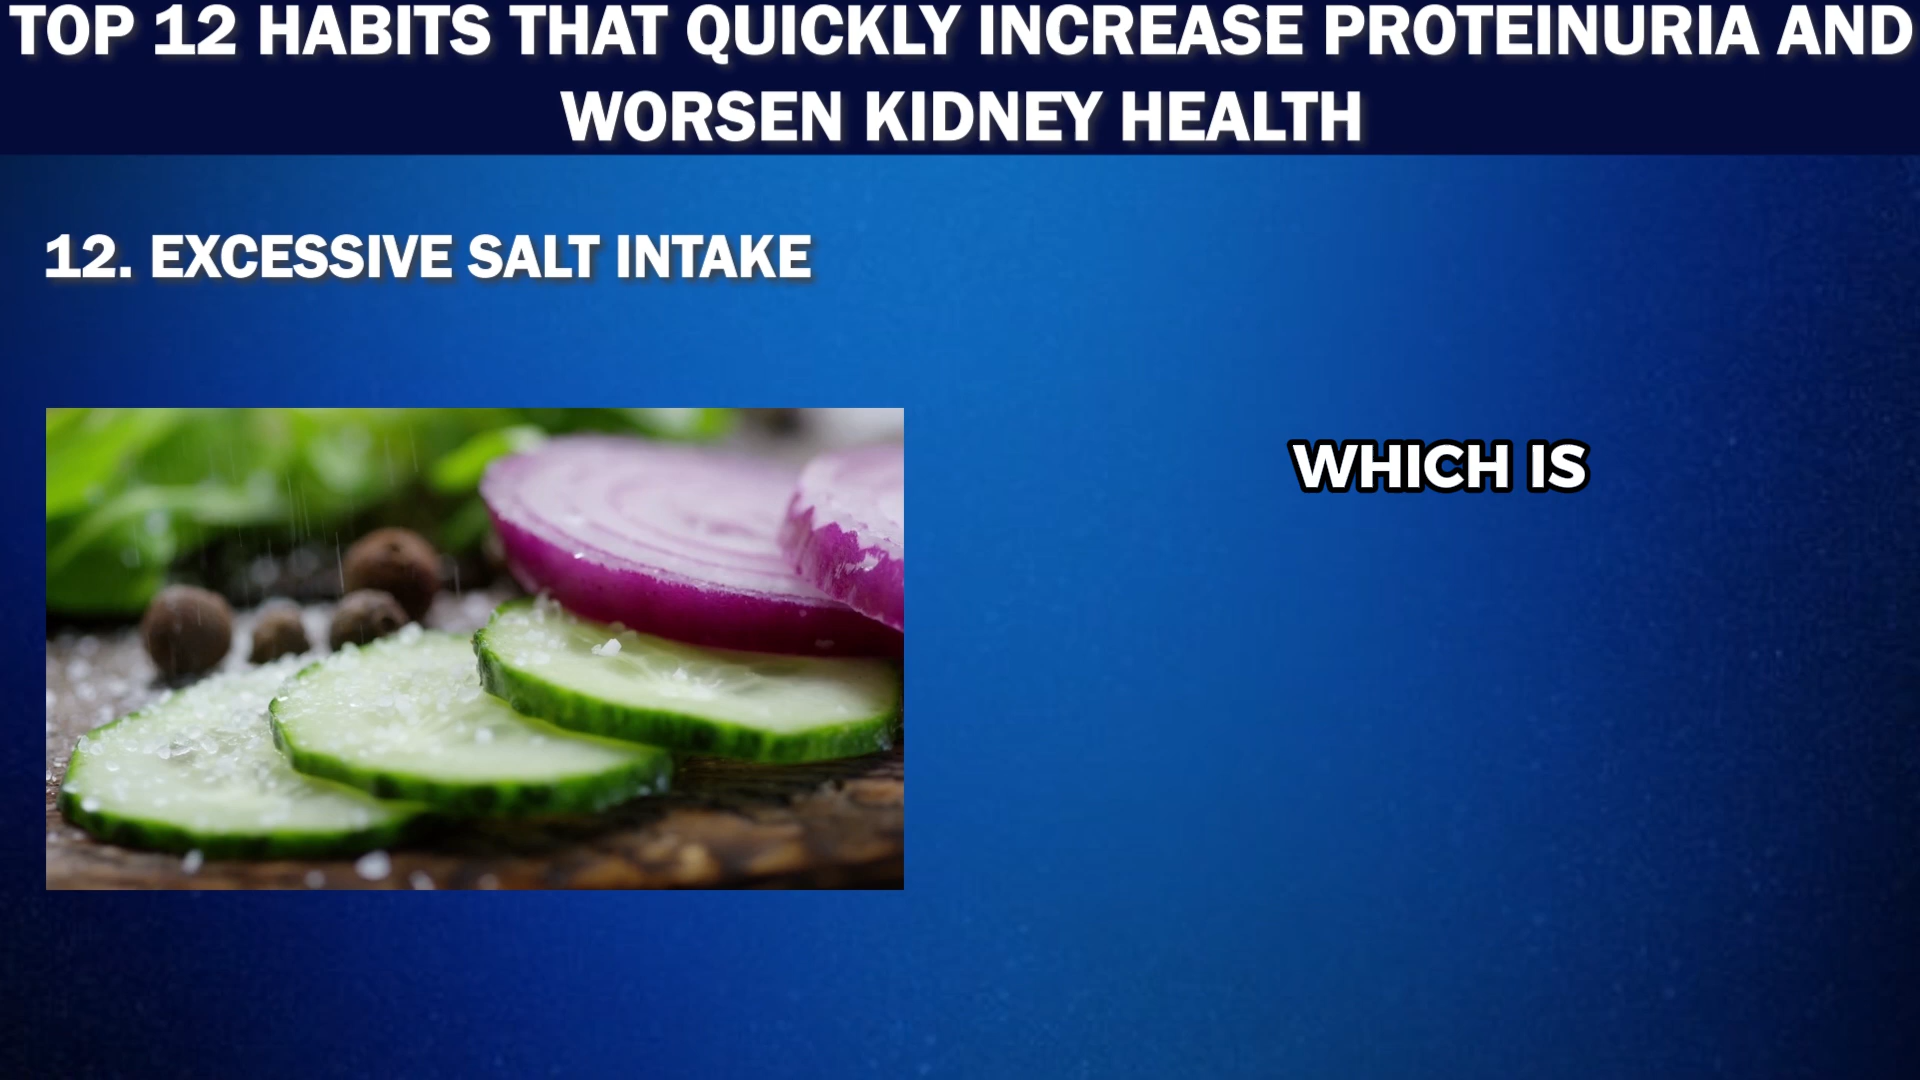 TOP 12 HABITS THAT QUICKLY INCREASE PROTEINURIA AND
WORSEN KIDNEY HEALTH
12. EXCESSIVE SALT INTAKE
WHICH IS